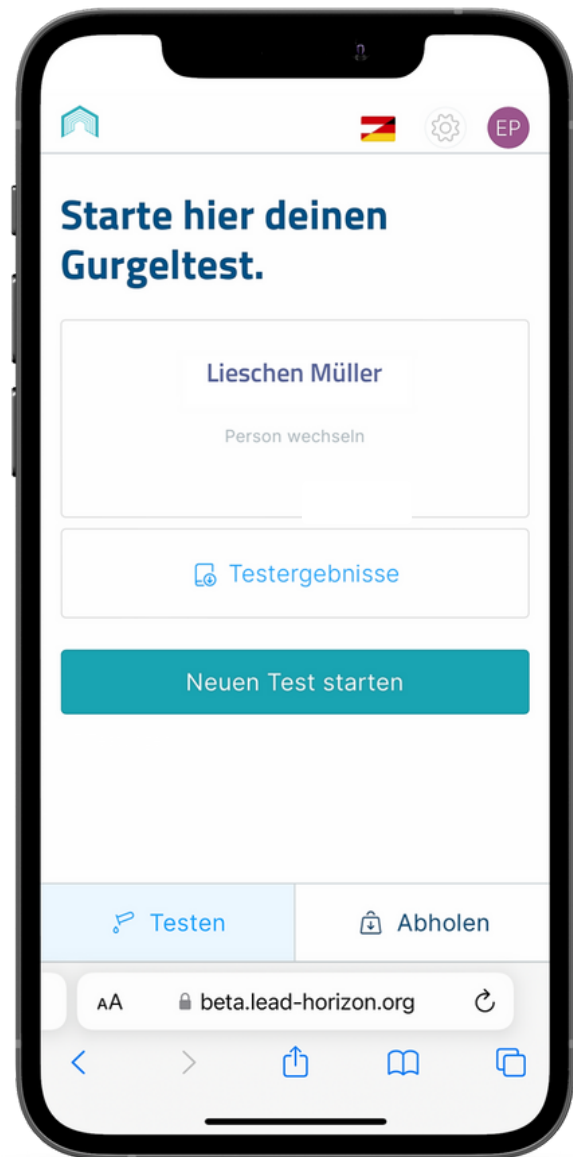 EP
Starte hier deinen
Gurgeltest.
Lieschen Müller
Person wechseln
Testergebnisse
Neuen Test starten
Testen
Abholen
AA
beta.lead-horizon.org